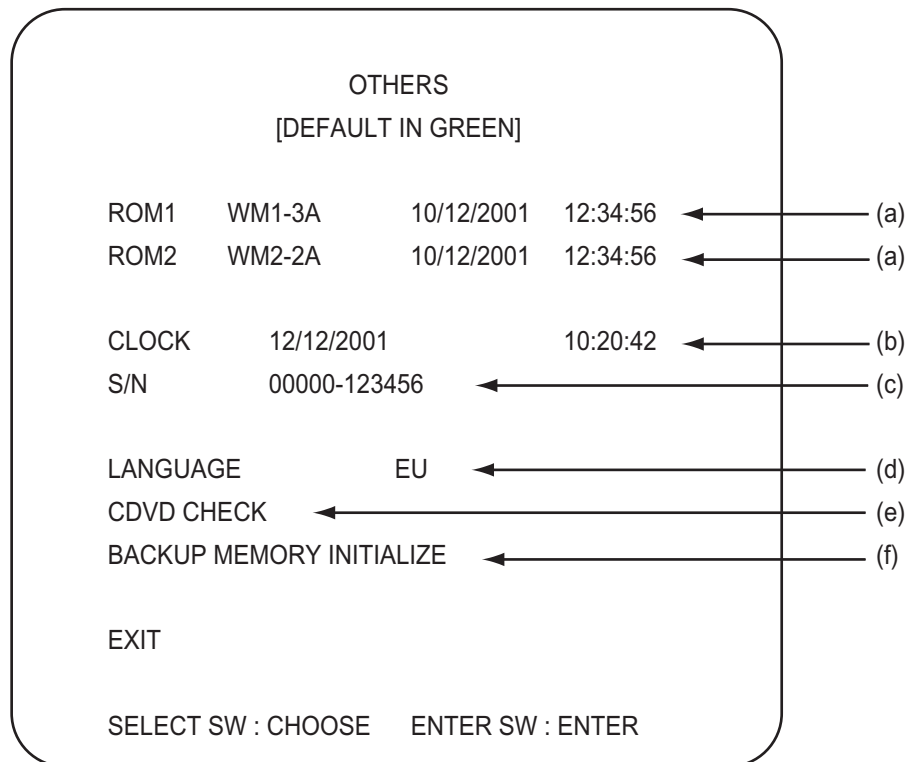 OTHERS
[DEFAULT IN GREEN]
ROM1 WM1-3A 10/12/2001 12:34:56 (a)
ROM2 WM2-2A 10/12/2001 12:34:56 (a)
CLOCK 12/12/2001 10:20:42 (b)
S/N 00000-123456 (c)
LANGUAGE EU (d)
CDVD CHECK (e)
BACKUP MEMORY INITIALIZE (f)
EXIT
SELECT SW : CHOOSE ENTER SW : ENTER